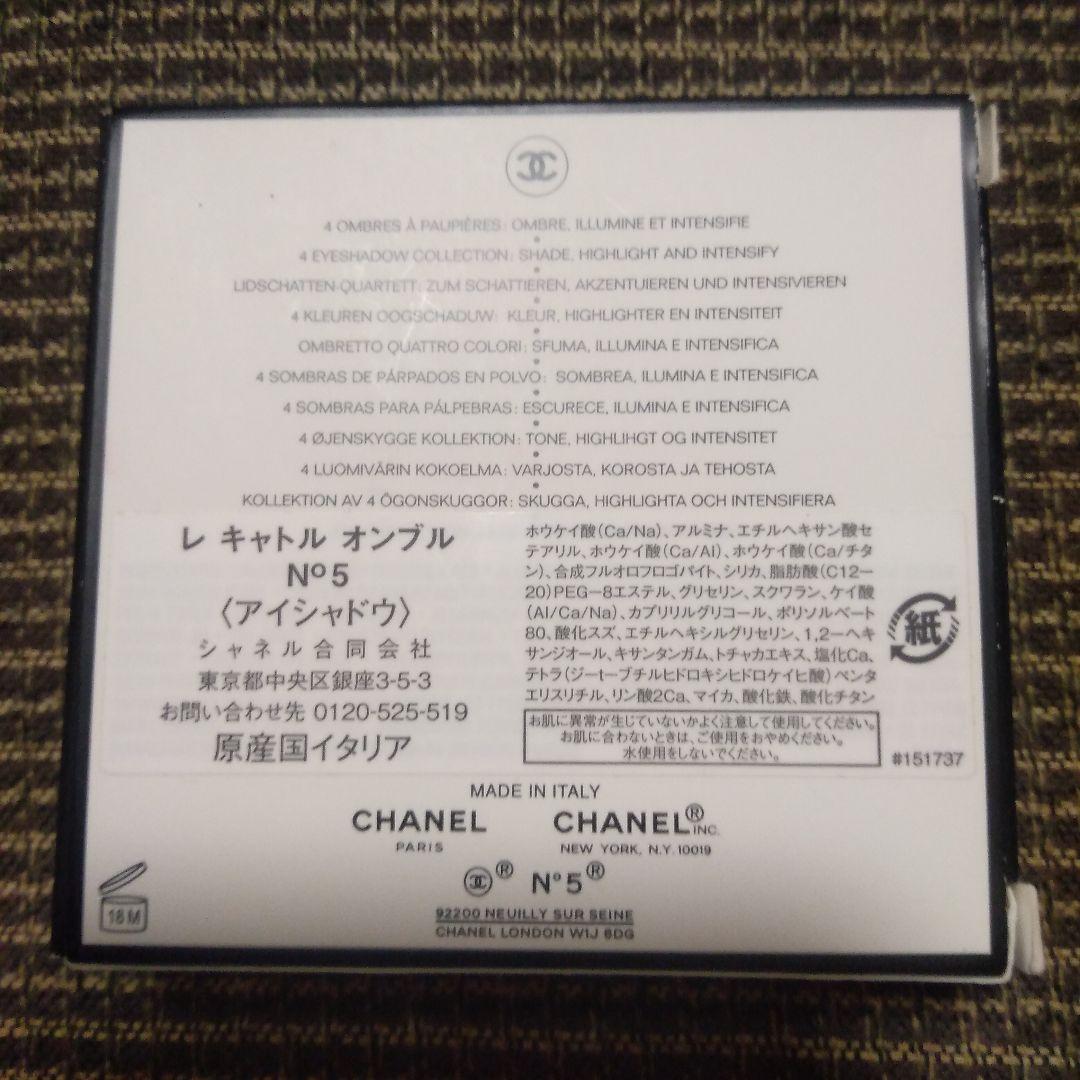 4 OMBRES À PAUPIÈRES: OMBRE, ILLUMINE ET INTENSIFIE
4 EYESHADOW COLLECTION: SHADE, HIGHLIGHT AND INTENSIFY
LIDSCHATTEN-QUARTETT: ZUM SCHATTIEREN, AKZENTUIEREN UND INTENSIVIEREN
4 KLEUREN OOGSCHADUW: KLEUR, HIGHLIGHTER EN INTENSITEIT
OMBRETTO QUATTRO COLORI: SFUMA, ILLUMINA E INTENSIFICA
4 SOMBRAS DE PÁRPADOS EN POLVO: SOMBREA, ILUMINA E INTENSIFICA
4 SOMBRAS PARA PÁLPEBRAS: ESCURECE, ILUMINA E INTENSIFICA
4 ØJENSKYGGE KOLLEKTION: TONE, HIGHLIHGT OG INTENSITET
4 LUOMIVÄRIN KOKOELMA: VARJOSTA, KOROSTA JA TEHOSTA
KOLLEKTION AV 4 ÖGONSKUGGOR: SKUGGA, HIGHLIGHTA OCH INTENSIFIERA
レ キャトル オンブル
Nº5
〈アイシャドウ〉
シャネル合同会社
東京都中央区銀座3-5-3
お問い合わせ先 0120-525-519
原産国イタリア
ホウケイ酸(Ca/Na)、アルミナ、エチルヘキサン酸セ
テアリル、ホウケイ酸(Ca/Al)、ホウケイ酸(Ca/チタ
ン)、合成フルオロフロゴパイト、シリカ、脂肪酸(C12ー
20)PEG−8エステル、グリセリン、スクワラン、ケイ酸
(Al/Ca/Na)、カプリリルグリコール、ポリソルベート
80、酸化スズ、エチルヘキシルグリセリン、1,2−ヘキ
サンジオール、キサンタンガム、トチャカエキス、塩化Ca、
テトラ(ジーt−ブチルヒドロキシヒドロケイヒ酸)ペンタ
エリスリチル、リン酸2Ca、マイカ、酸化鉄、酸化チタン
紙
お肌に異常が生じていないかよく注意して使用してください。
お肌に合わないときは、ご使用をおやめください。
水使用をしないでください。
#151737
MADE IN ITALY
CHANEL CHANEL® INC.
PARIS NEW YORK, N.Y. 10019
® Nº5®
92200 NEUILLY SUR SEINE
CHANEL LONDON W1J 6DG
18 M